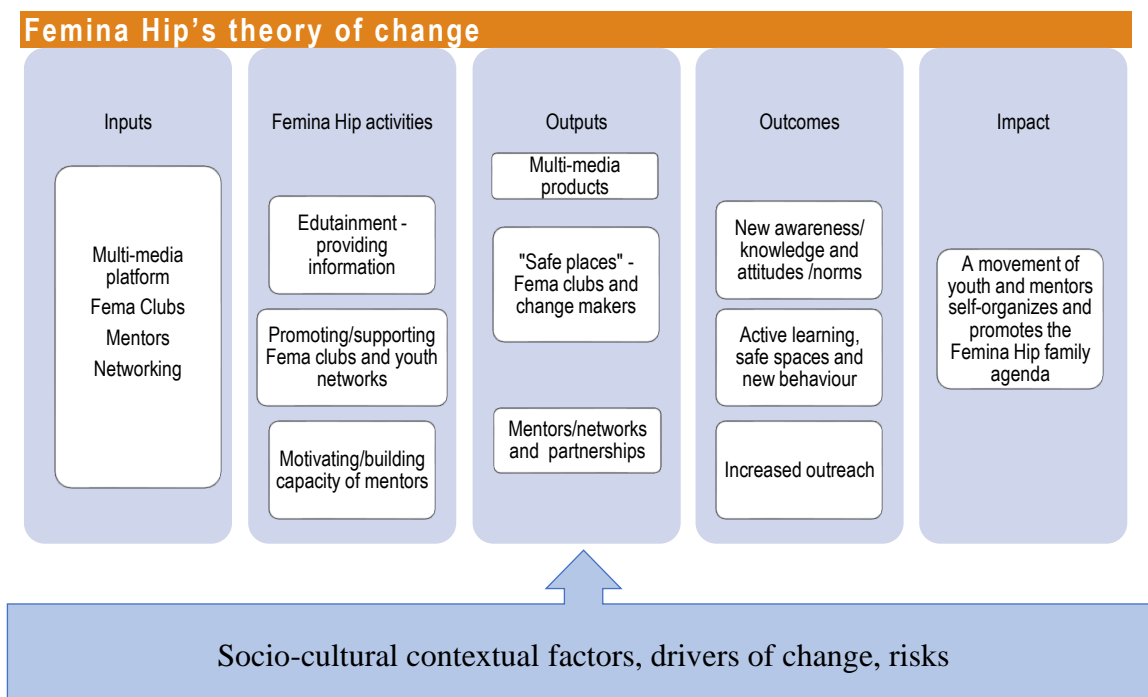 Femina Hip's theory of change
Inputs
Multi-media
platform
Fema Clubs
Mentors
Networking
Femina Hip activities
Edutainment -
providing
information
Promoting/supporting
Fema clubs and youth
networks
Motivating/building
capacity of mentors
Outputs
Multi-media
products
"Safe places" -
Fema clubs and
change makers
Mentors/networks
and partnerships
Outcomes
New awareness/
knowledge and
attitudes /norms
Active learning,
safe spaces and
new behaviour
Increased outreach
Impact
A movement of
youth and mentors
self-organizes and
promotes the
Femina Hip family
agenda
Socio-cultural contextual factors, drivers of change, risks